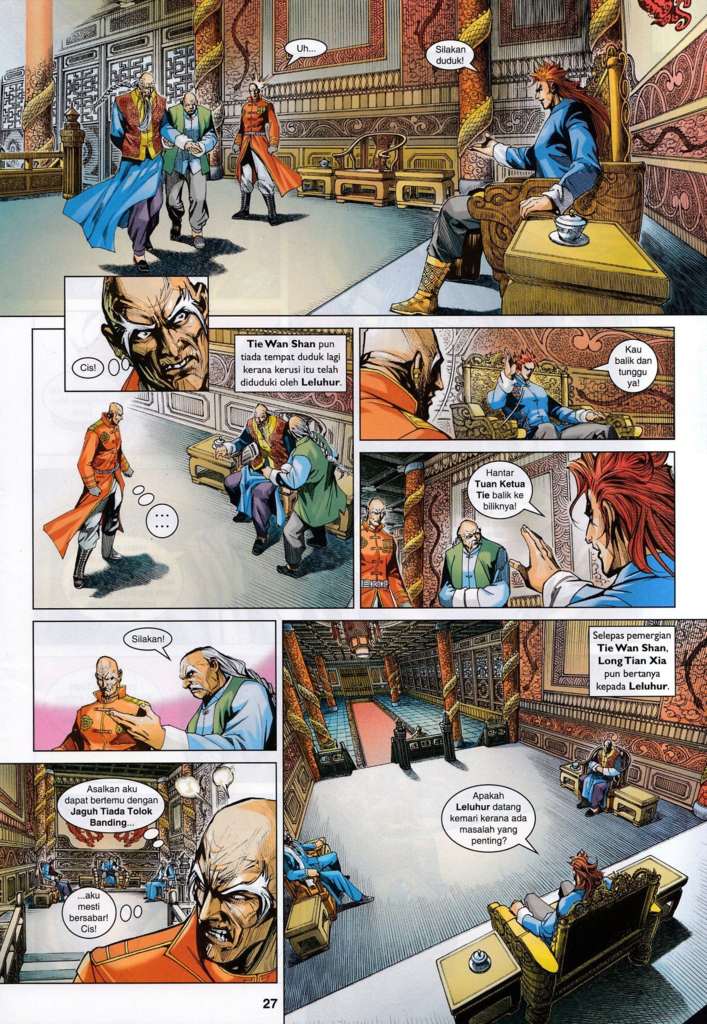 Uh...
Silakan
duduk!
Cis!
Tie Wan Shan pun
tiada tempat duduk lagi
kerana kerusi itu telah
diduduki oleh Leluhur.
...
...
Kau
balik dan
tunggu
ya!
Hantar
Tuan Ketua
Tie balik ke
biliknya!
Silakan!
Selepas pemergian
Tie Wan Shan,
Long Tian Xia
pun bertanya
kepada Leluhur.
Apakah
Leluhur datang
kemari kerana ada
masalah yang
penting?
Asalkan aku
dapat bertemu dengan
Jaguh Tiada Tolok
Banding...
...aku
mesti
bersabar!
Cis!
27